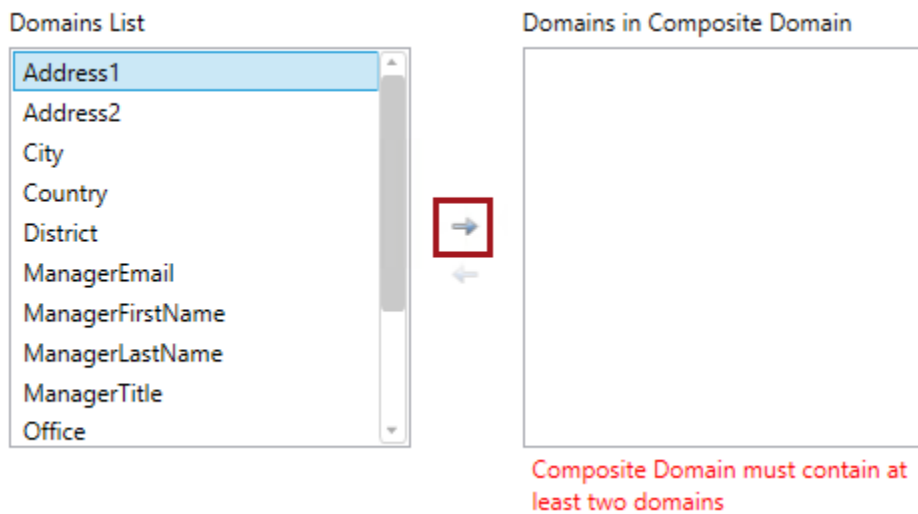 Domains List
Address1
Address2
City
Country
District
ManagerEmail
ManagerFirstName
ManagerLastName
ManagerTitle
Office
Domains in Composite Domain
Composite Domain must contain at
least two domains